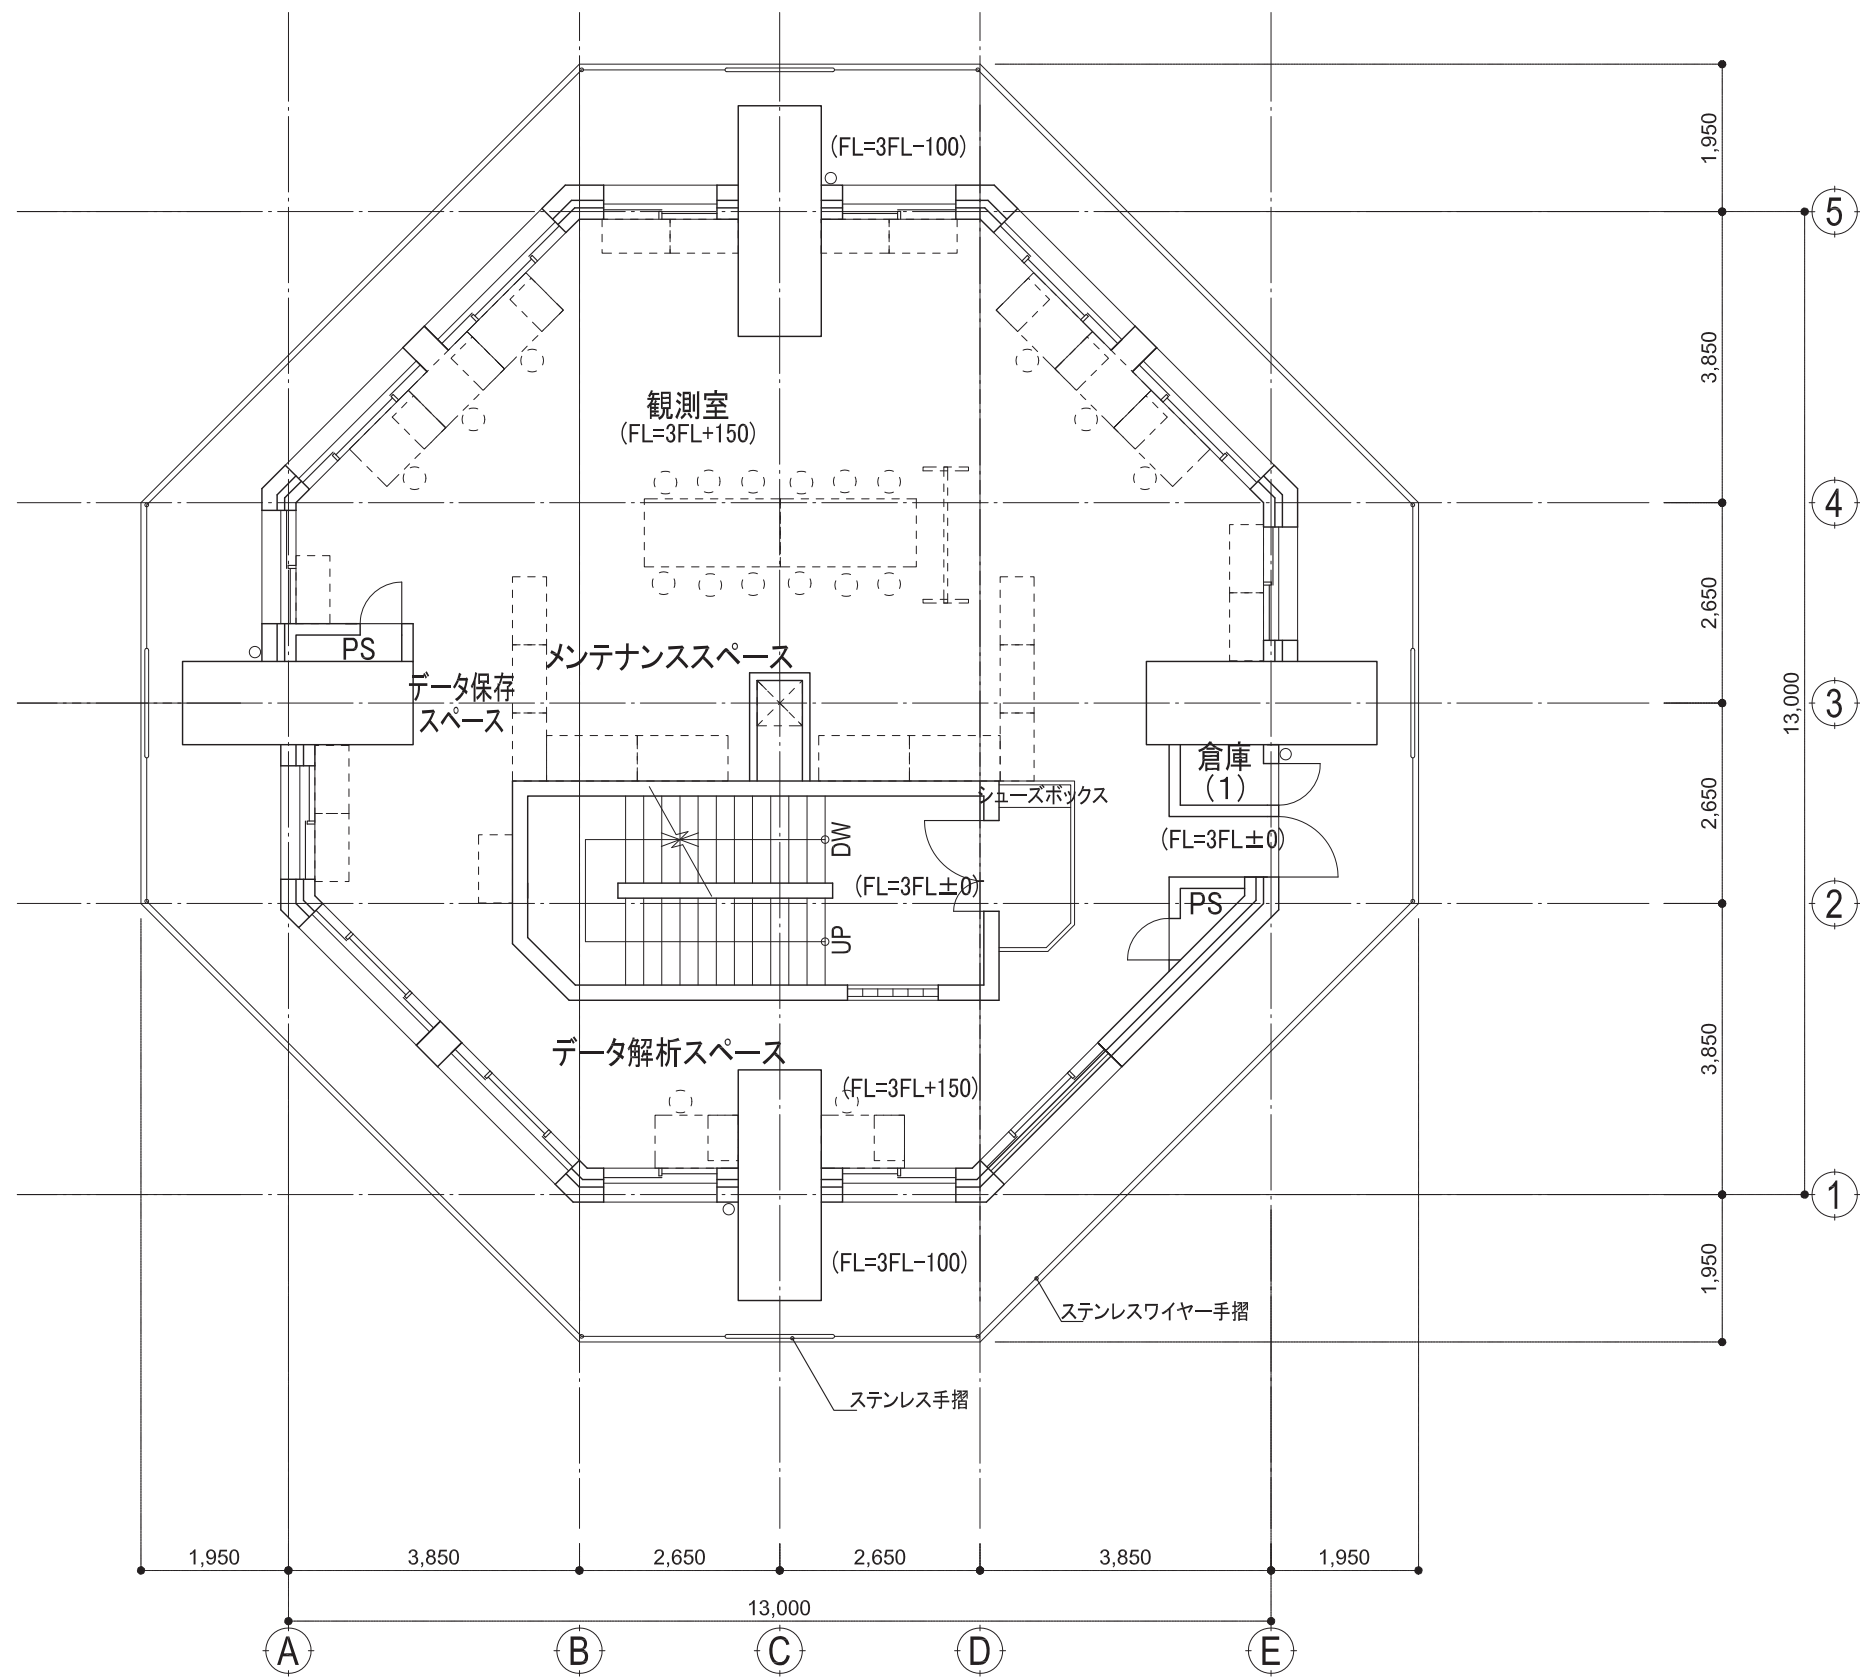 (FL=3FL-100)
1,950
5
3,850
観測室
(FL=3FL+150)
4
2,650
PS
メンテナンススペース
データ保存
スペース
13,000
3
倉庫
(1)
シューズボックス
2,650
DW
(FL=3FL±0)
(FL=3FL±0)
PS
2
UP
データ解析スペース
3,850
(FL=3FL+150)
1
(FL=3FL-100)
1,950
ステンレスワイヤー手摺
ステンレス手摺
1,950
3,850
2,650
2,650
3,850
1,950
13,000
A
B
C
D
E